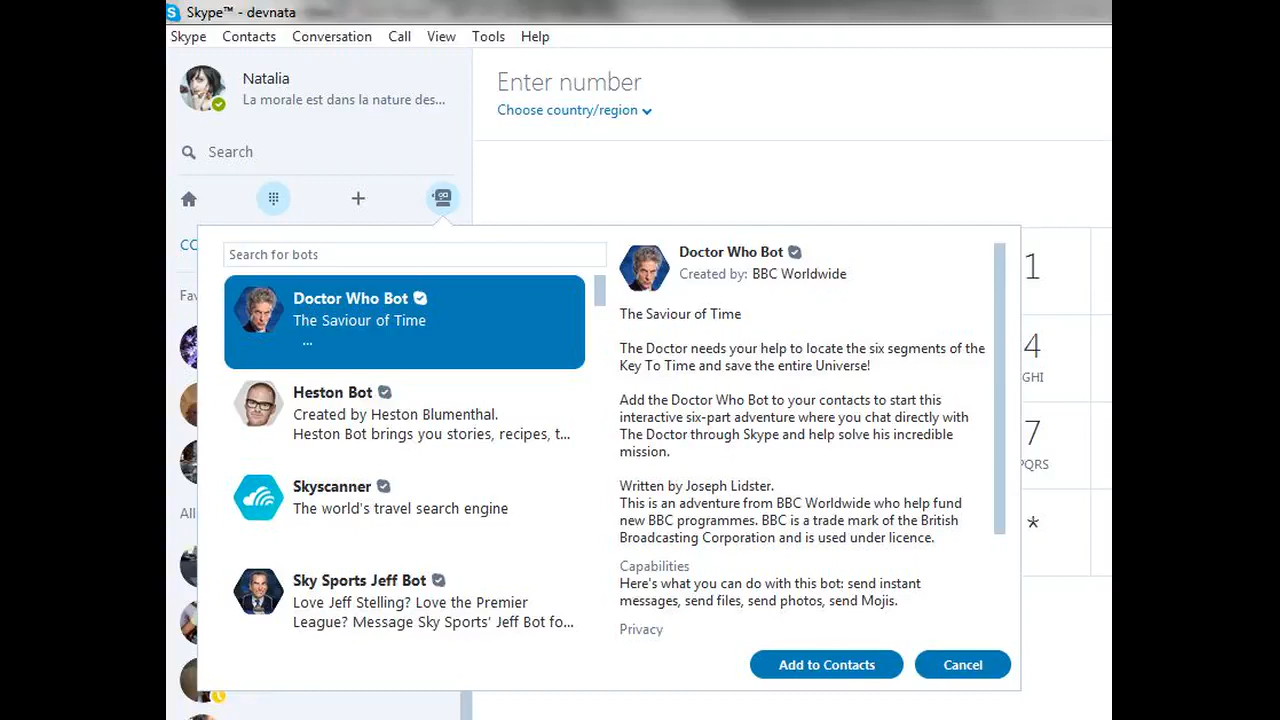 Skype™ - devnata
Skype Contacts Conversation Call View Tools Help
Natalia
La morale est dans la nature des...
Search
Enter number
Choose country/region
CO
Fav
All
Search for bots
Doctor Who Bot
The Saviour of Time
...
Heston Bot
Created by Heston Blumenthal.
Heston Bot brings you stories, recipes, t...
Skyscanner
The world's travel search engine
Sky Sports Jeff Bot
Love Jeff Stelling? Love the Premier
League? Message Sky Sports' Jeff Bot fo...
Doctor Who Bot
Created by: BBC Worldwide
The Saviour of Time
The Doctor needs your help to locate the six segments of the
Key To Time and save the entire Universe!
Add the Doctor Who Bot to your contacts to start this
interactive six-part adventure where you chat directly with
The Doctor through Skype and help solve his incredible
mission.
Written by Joseph Lidster.
This is an adventure from BBC Worldwide who help fund
new BBC programmes. BBC is a trade mark of the British
Broadcasting Corporation and is used under licence.
Capabilities
Here's what you can do with this bot: send instant
messages, send files, send photos, send Mojis.
Privacy
Add to Contacts Cancel
1
4
GHI
7
PQRS
*